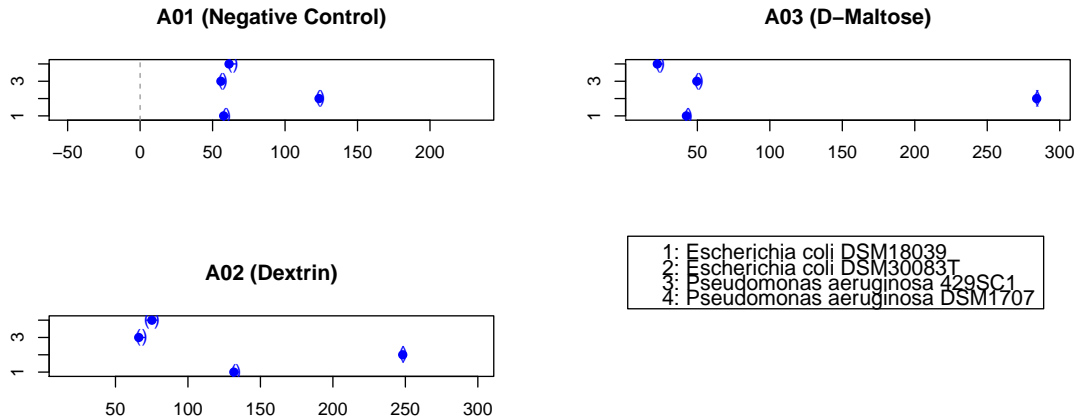 A01 (Negative Control)
3
1
−50 0 50 100 150 200
A03 (D−Maltose)
3
1
50 100 150 200 250 300
A02 (Dextrin)
3
1
50 100 150 200 250 300
1: Escherichia coli DSM18039
2: Escherichia coli DSM30083T
3: Pseudomonas aeruginosa 429SC1
4: Pseudomonas aeruginosa DSM1707